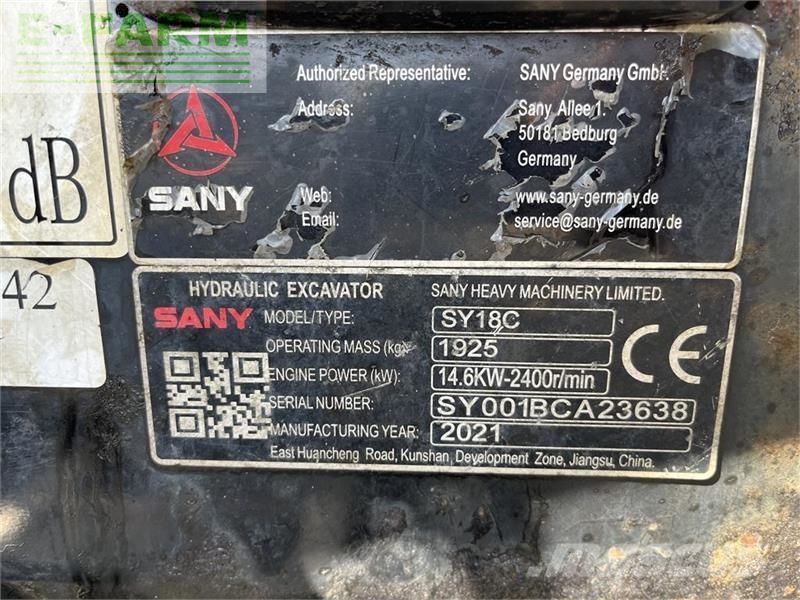 E-FARM
Authorized Representative: SANY Germany GmbH
Address: Sany Allee 1.
50181 Bedburg
Germany
SANY
Web: www.sany-germany.de
Email: service@sany-germany.de
dB
42
HYDRAULIC EXCAVATOR SANY HEAVY MACHINERY LIMITED.
SANY MODEL/TYPE: SY18C
OPERATING MASS (kg): 1925
CE
ENGINE POWER (kW): 14.6KW-2400r/min
SERIAL NUMBER: SY001BCA23638
MANUFACTURING YEAR: 2021
East Huancheng Road, Kunshan, Development Zone, Jiangsu, China.